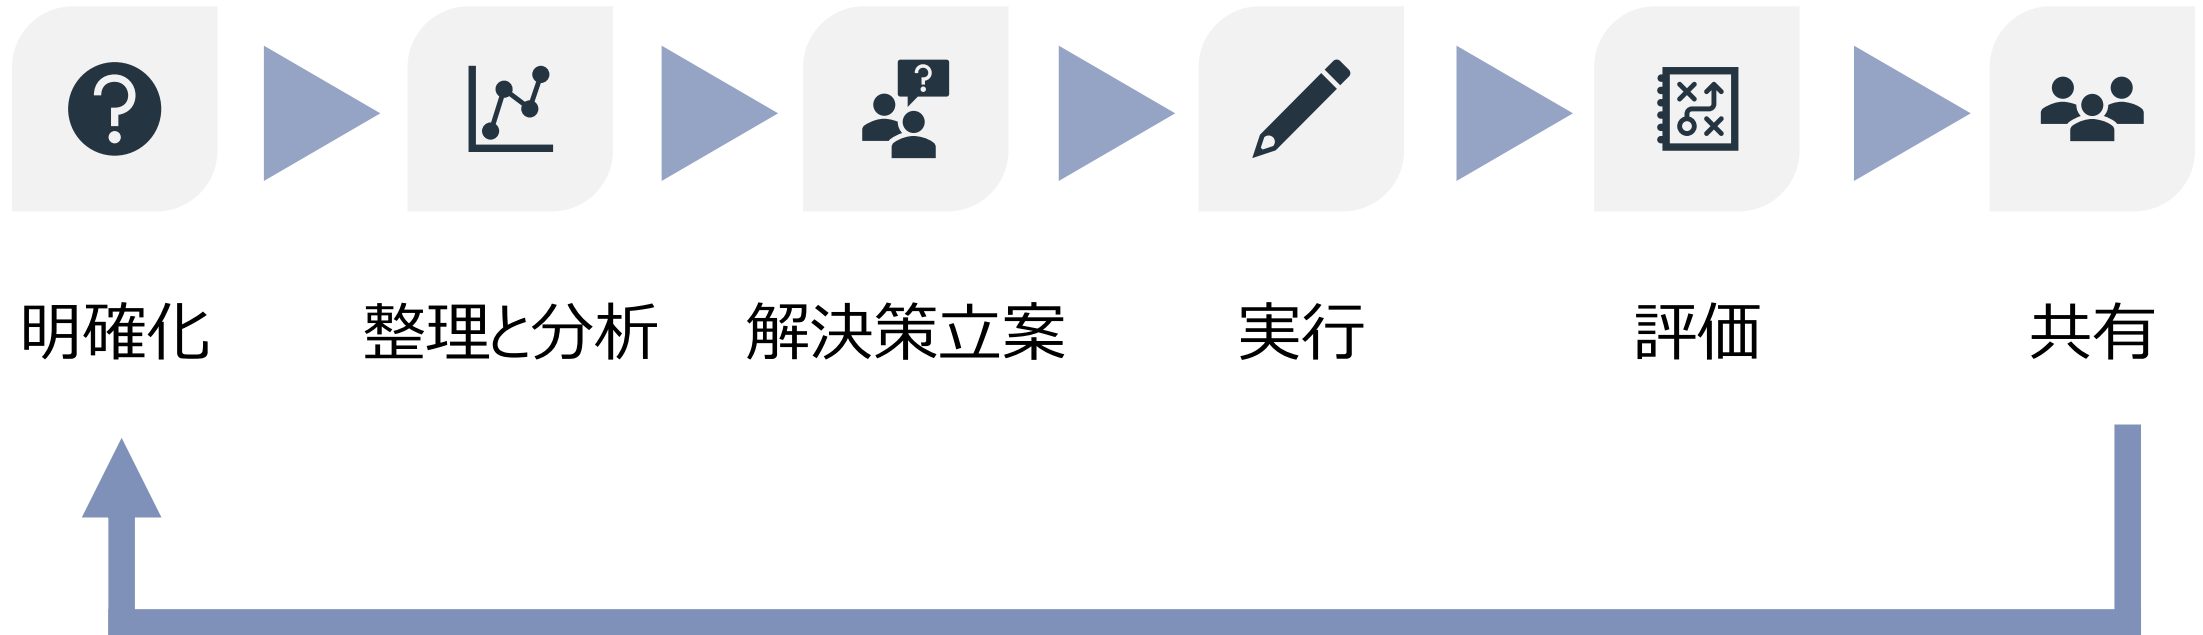 明確化
整理と分析
解決策立案
実行
評価
共有